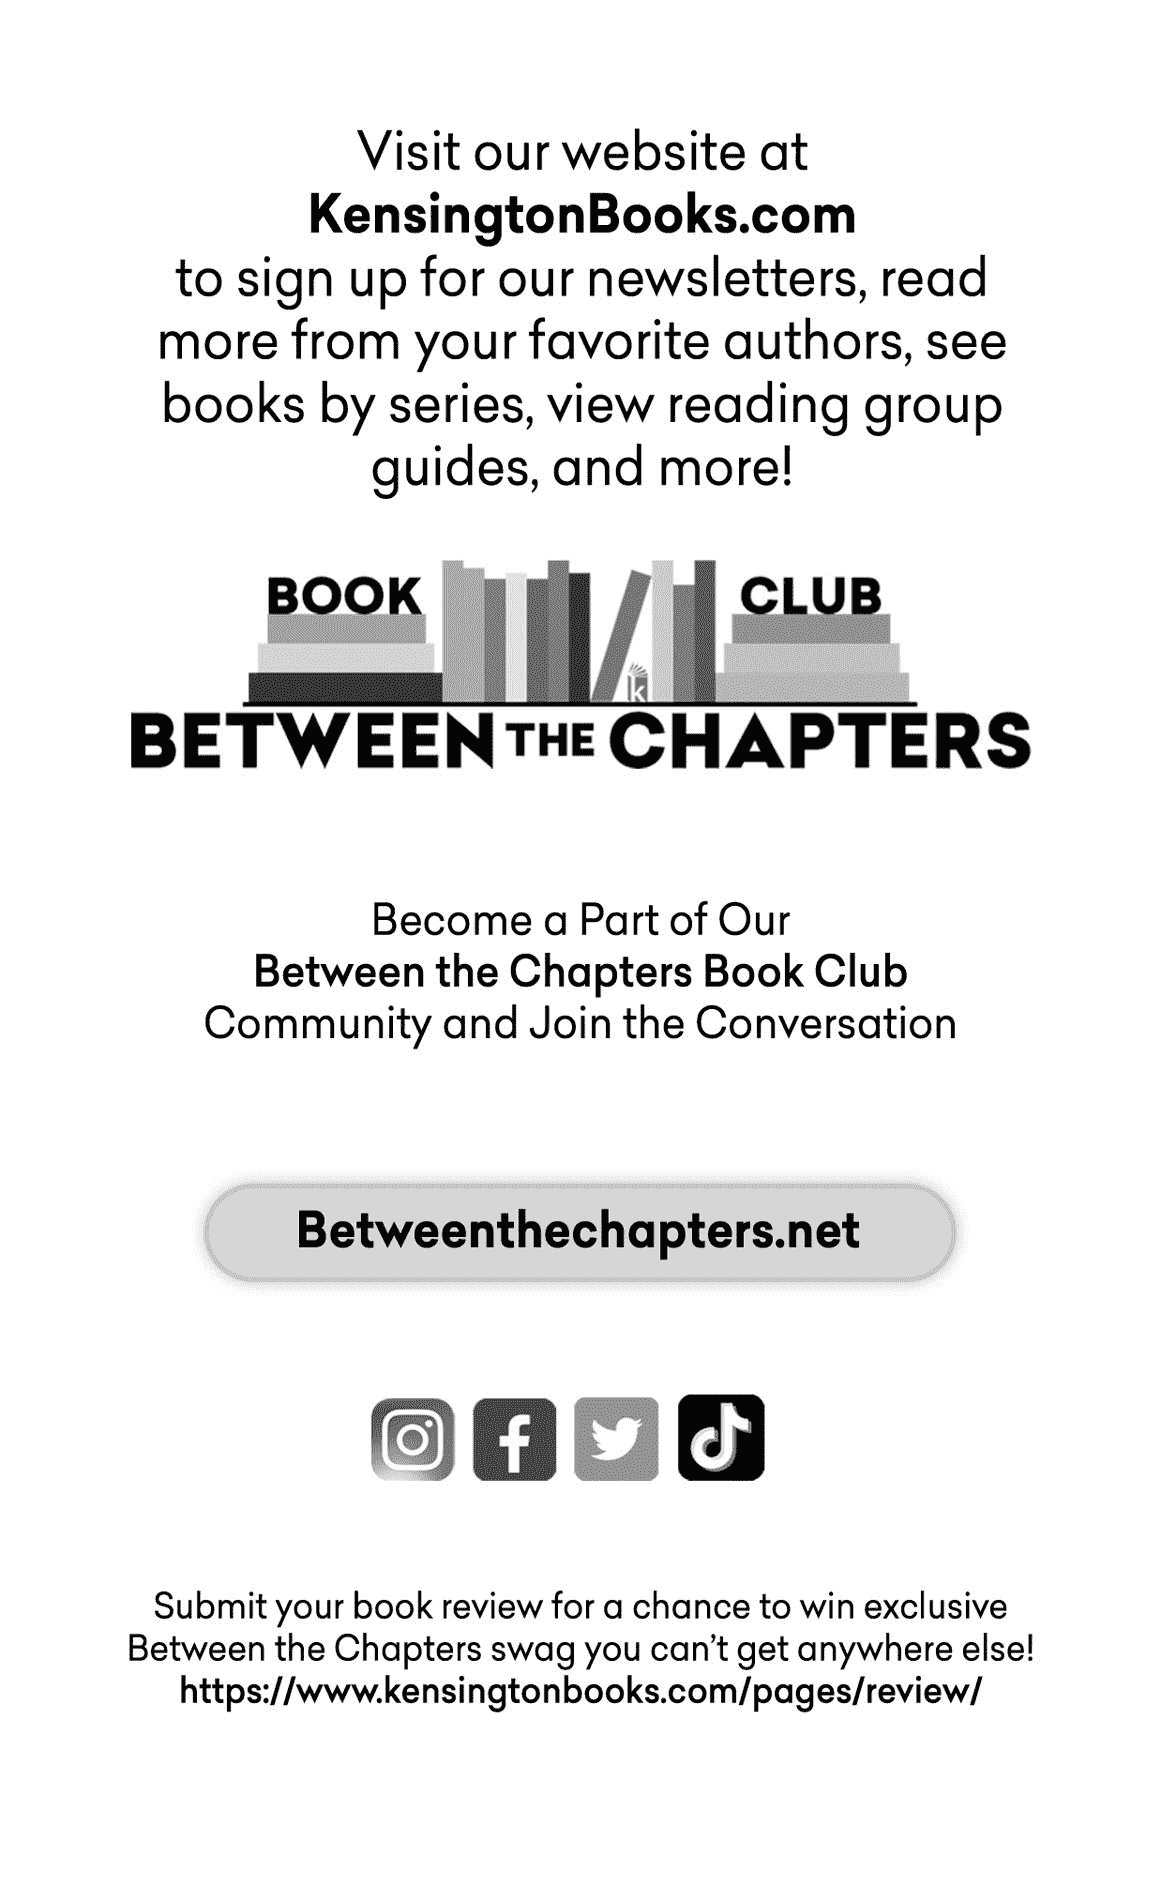 Visit our website at
KensingtonBooks.com
to sign up for our newsletters, read
more from your favorite authors, see
books by series, view reading group
guides, and more!
BOOK CLUB
k
BETWEEN THE CHAPTERS
Become a Part of Our
Between the Chapters Book Club
Community and Join the Conversation
Betweenthechapters.net
Submit your book review for a chance to win exclusive
Between the Chapters swag you can’t get anywhere else!
https://www.kensingtonbooks.com/pages/review/